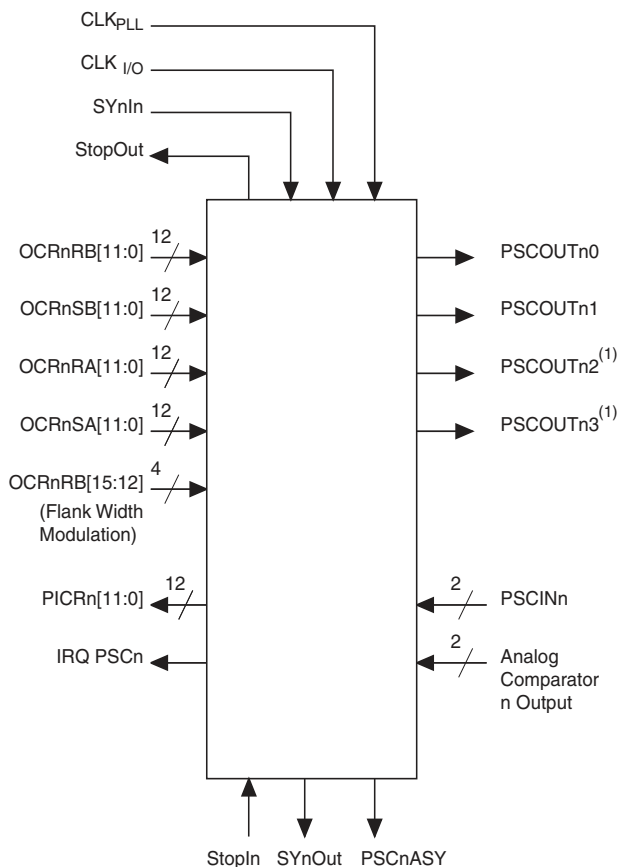 CLKPLL
CLK I/O
SYnIn
StopOut
12
OCRnRB[11:0]
PSCOUTn0
12
OCRnSB[11:0]
PSCOUTn1
12
OCRnRA[11:0]
PSCOUTn2(1)
12
OCRnSA[11:0]
PSCOUTn3(1)
4
OCRnRB[15:12]
(Flank Width
Modulation)
12
PICRn[11:0]
2
PSCINn
IRQ PSCn
2
Analog
Comparator
n Output
StopIn SYnOut PSCnASY